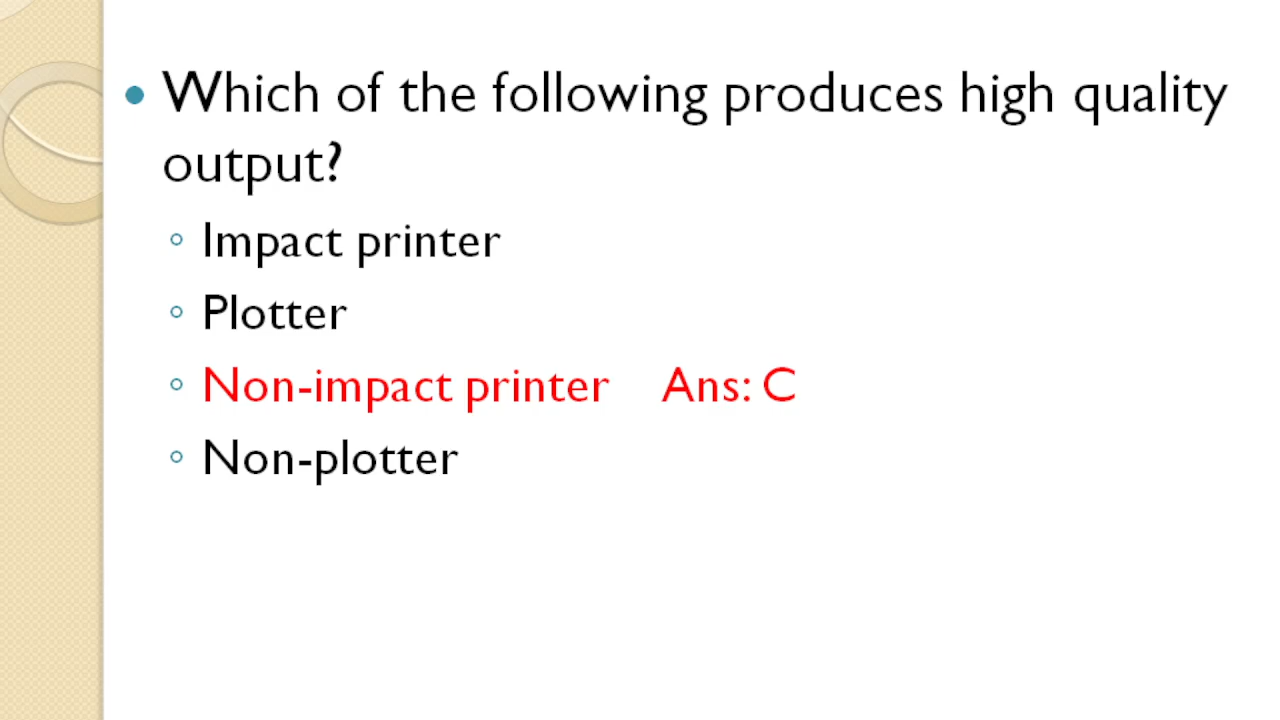 Which of the following produces high quality
output?
Impact printer
Plotter
Non-impact printer Ans: C
Non-plotter